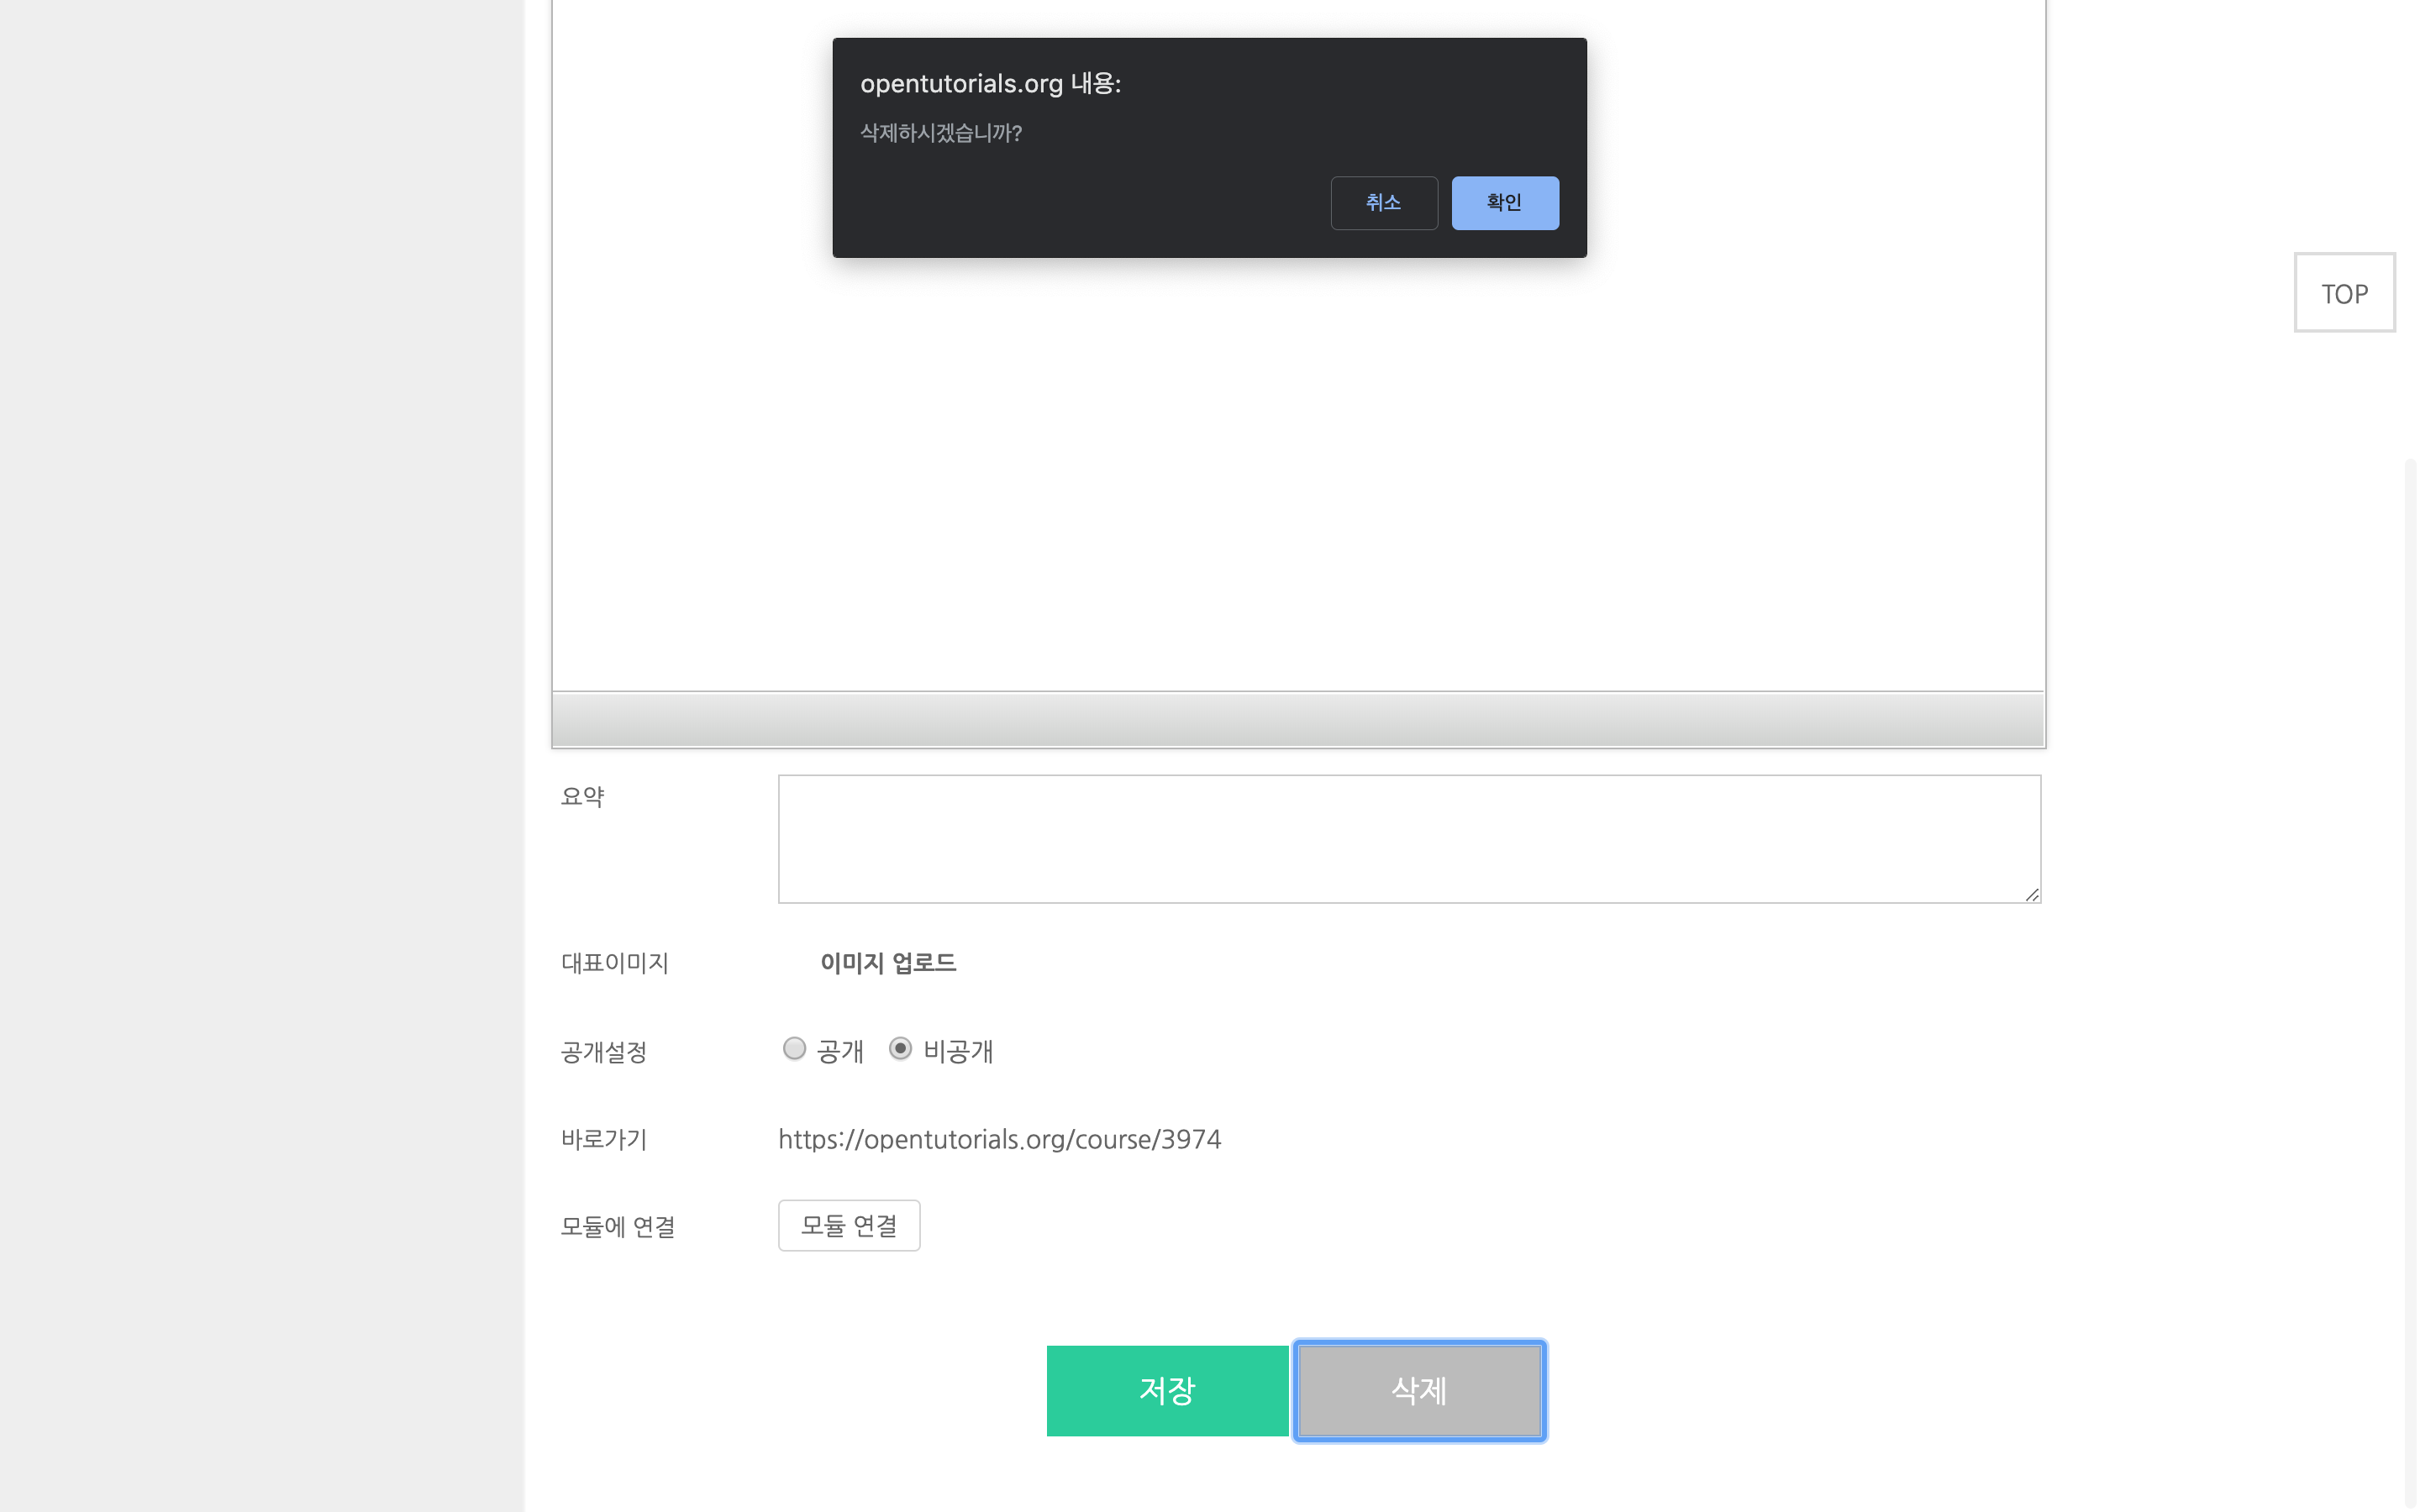 opentutorials.org 내용:
삭제하시겠습니까?
취소 확인
TOP
요약
대표이미지 이미지 업로드
공개설정 공개 비공개
바로가기 https://opentutorials.org/course/3974
모듈에 연결 모듈 연결
저장 삭제